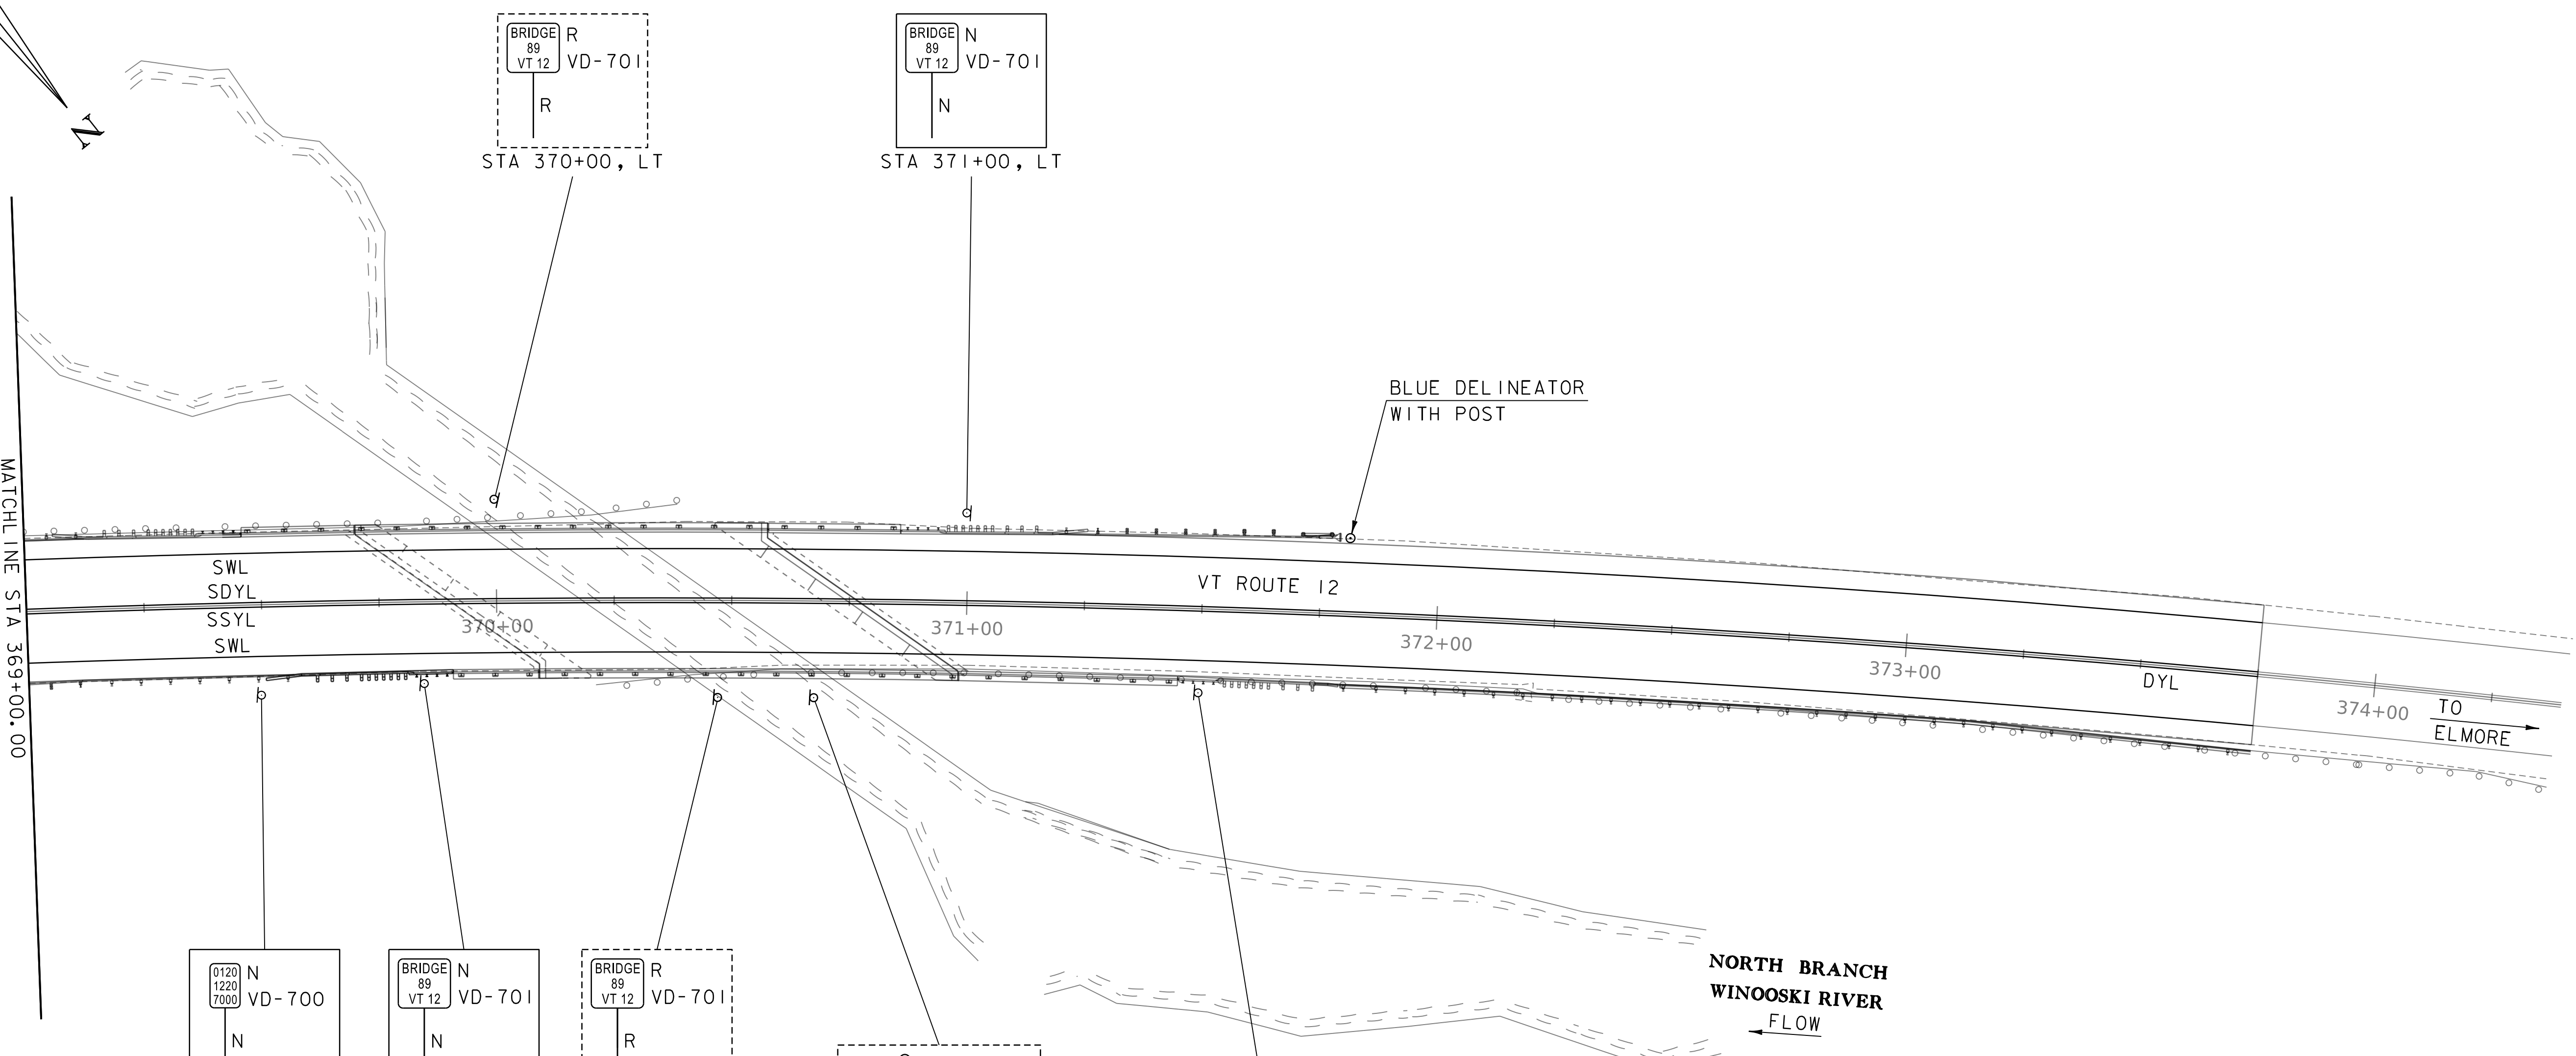 N
BRIDGE
89
VT 12
R
VD-701
R
STA 370+00, LT
BRIDGE
89
VT 12
N
VD-701
N
STA 371+00, LT
BLUE DELINEATOR
WITH POST
MATCHLINE STA 369+00.00
SWL
SDYL
SSYL
SWL
VT ROUTE 12
370+00
371+00
372+00
373+00
374+00
DYL
TO
ELMORE
0120
1220
7000
N
VD-700
N
BRIDGE
89
VT 12
N
VD-701
N
BRIDGE
89
VT 12
R
VD-701
R
NORTH BRANCH
WINOOSKI RIVER
FLOW